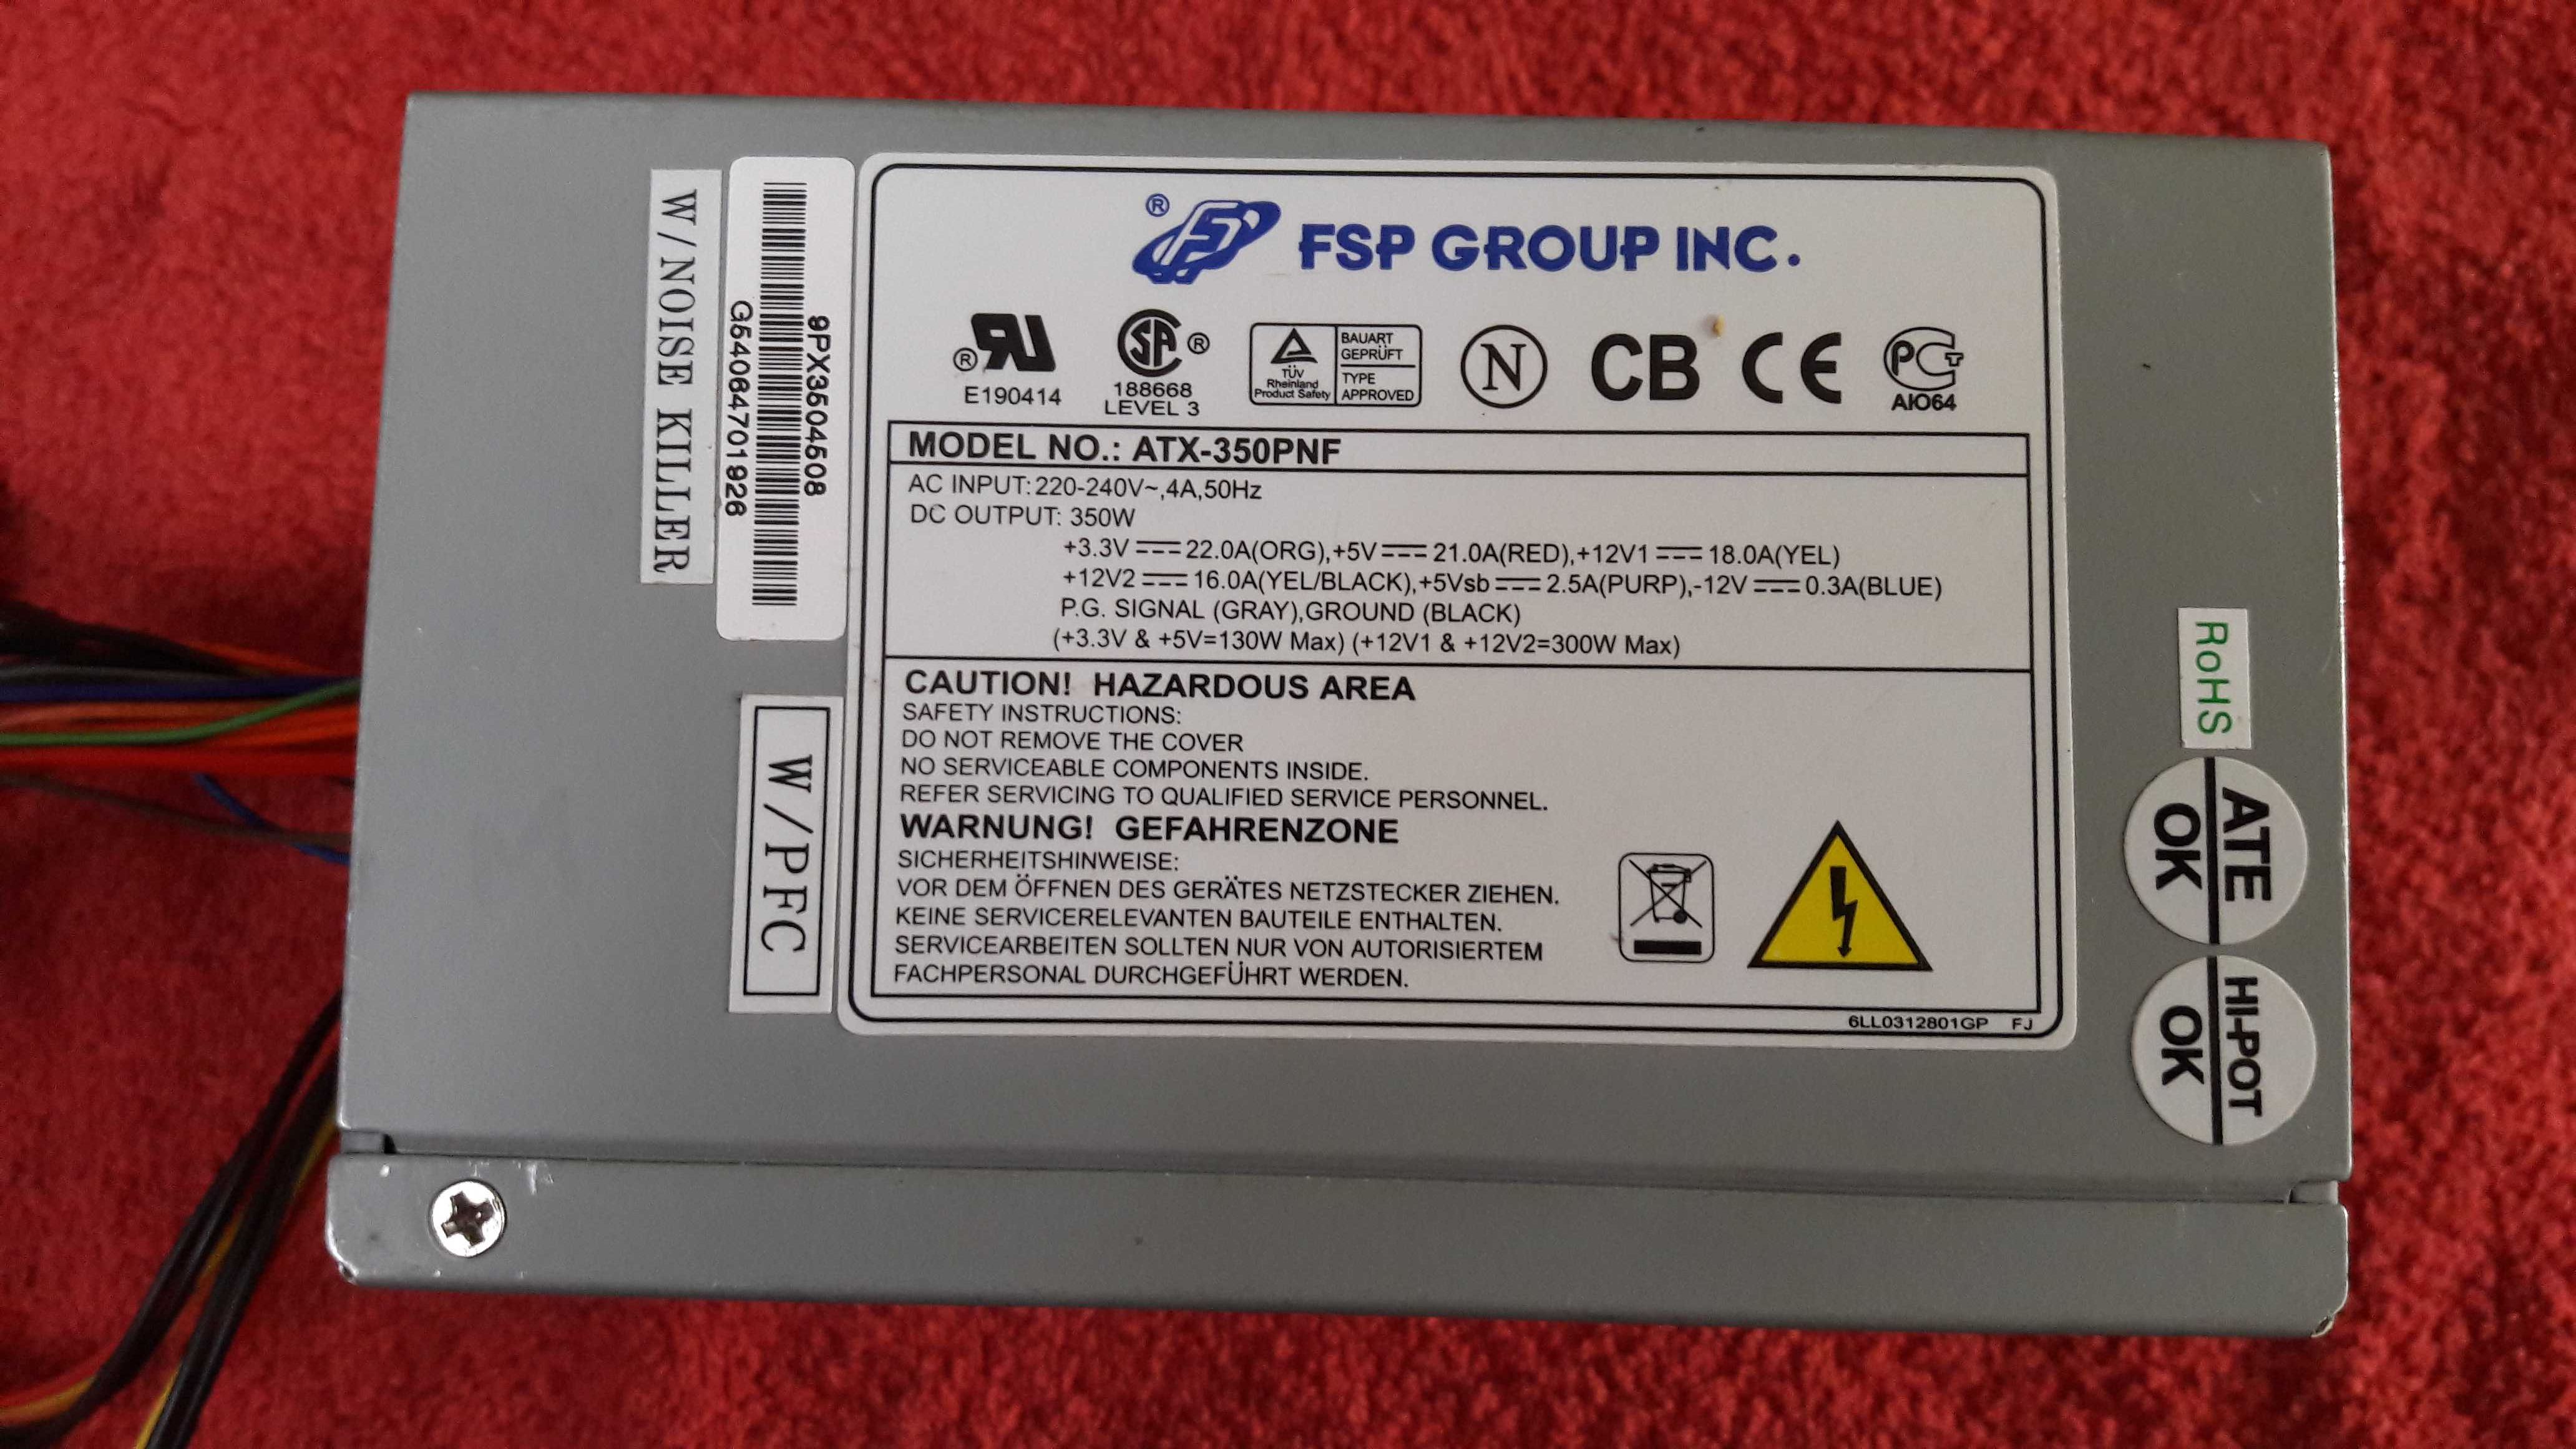 W/NOISE KILLER
9PX3504508
G54084701926
W/PFC
® FSP GROUP INC.
®
E190414
SA ®
188668
LEVEL 3
TÜV
Rheinland
Product Safety
BAUART
GEPRÜFT
TYPE
APPROVED
N
CB
CE
PCT
AIO64
MODEL NO.: ATX-350PNF
AC INPUT: 220-240V~,4A,50Hz
DC OUTPUT: 350W
+3.3V ⎓ 22.0A(ORG),+5V ⎓ 21.0A(RED),+12V1 ⎓ 18.0A(YEL)
+12V2 ⎓ 16.0A(YEL/BLACK),+5Vsb ⎓ 2.5A(PURP),-12V ⎓ 0.3A(BLUE)
P.G. SIGNAL (GRAY),GROUND (BLACK)
(+3.3V & +5V=130W Max) (+12V1 & +12V2=300W Max)
CAUTION! HAZARDOUS AREA
SAFETY INSTRUCTIONS:
DO NOT REMOVE THE COVER
NO SERVICEABLE COMPONENTS INSIDE.
REFER SERVICING TO QUALIFIED SERVICE PERSONNEL.
WARNUNG! GEFAHRENZONE
SICHERHEITSHINWEISE:
VOR DEM ÖFFNEN DES GERÄTES NETZSTECKER ZIEHEN.
KEINE SERVICERELEVANTEN BAUTEILE ENTHALTEN.
SERVICEARBEITEN SOLLTEN NUR VON AUTORISIERTEM
FACHPERSONAL DURCHGEFÜHRT WERDEN.
6LL0312801GP FJ
RoHS
ATE
OK
HI-POT
OK